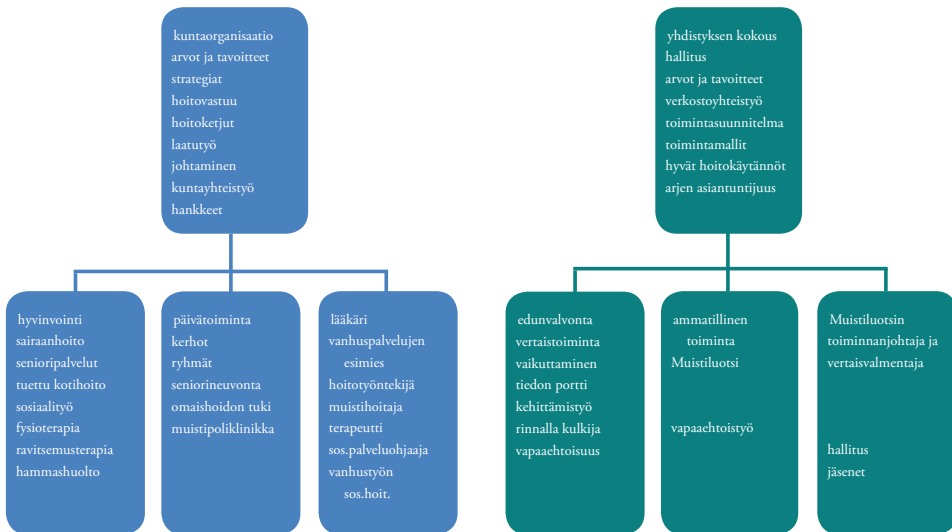 kuntaorganisaatio
arvot ja tavoitteet
strategiat
hoitovastuu
hoitoketjut
laatutyö
johtaminen
kuntayhteistyö
hankkeet
yhdistyksen kokous
hallitus
arvot ja tavoitteet
verkostoyhteistyö
toimintasuunnitelma
toimintamallit
hyvät hoitokäytännöt
arjen asiantuntijuus
hyvinvointi
sairaanhoito
senioripalvelut
tuettu kotihoito
sosiaalityö
fysioterapia
ravitsemusterapia
hammashuolto
päivätoiminta
kerhot
ryhmät
seniorineuvonta
omaishoidon tuki
muistipoliklinikka
lääkäri
vanhuspalvelujen
esimies
hoitotyöntekijä
muistihoitaja
terapeutti
sos.palveluohjaaja
vanhustyön
sos.hoit.
edunvalvonta
vertaistoiminta
vaikuttaminen
tiedon portti
kehittämistyö
rinnalla kulkija
vapaaehtoisuus
ammatillinen
toiminta
Muistiluotsi
vapaaehtoistyö
Muistiluotsin
toiminnanjohtaja ja
vertaisvalmentaja
hallitus
jäsenet